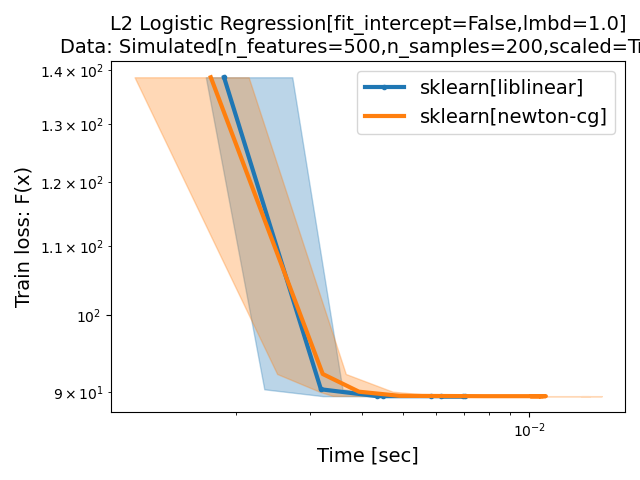 L2 Logistic Regression[fit_intercept=False,lmbd=1.0]
Data: Simulated[n_features=500,n_samples=200,scaled=Tr
sklearn[liblinear]
sklearn[newton-cg]
Train loss: F(x)
1.4 × 10²
1.3 × 10²
1.2 × 10²
1.1 × 10²
10²
9 × 10¹
10⁻²
Time [sec]